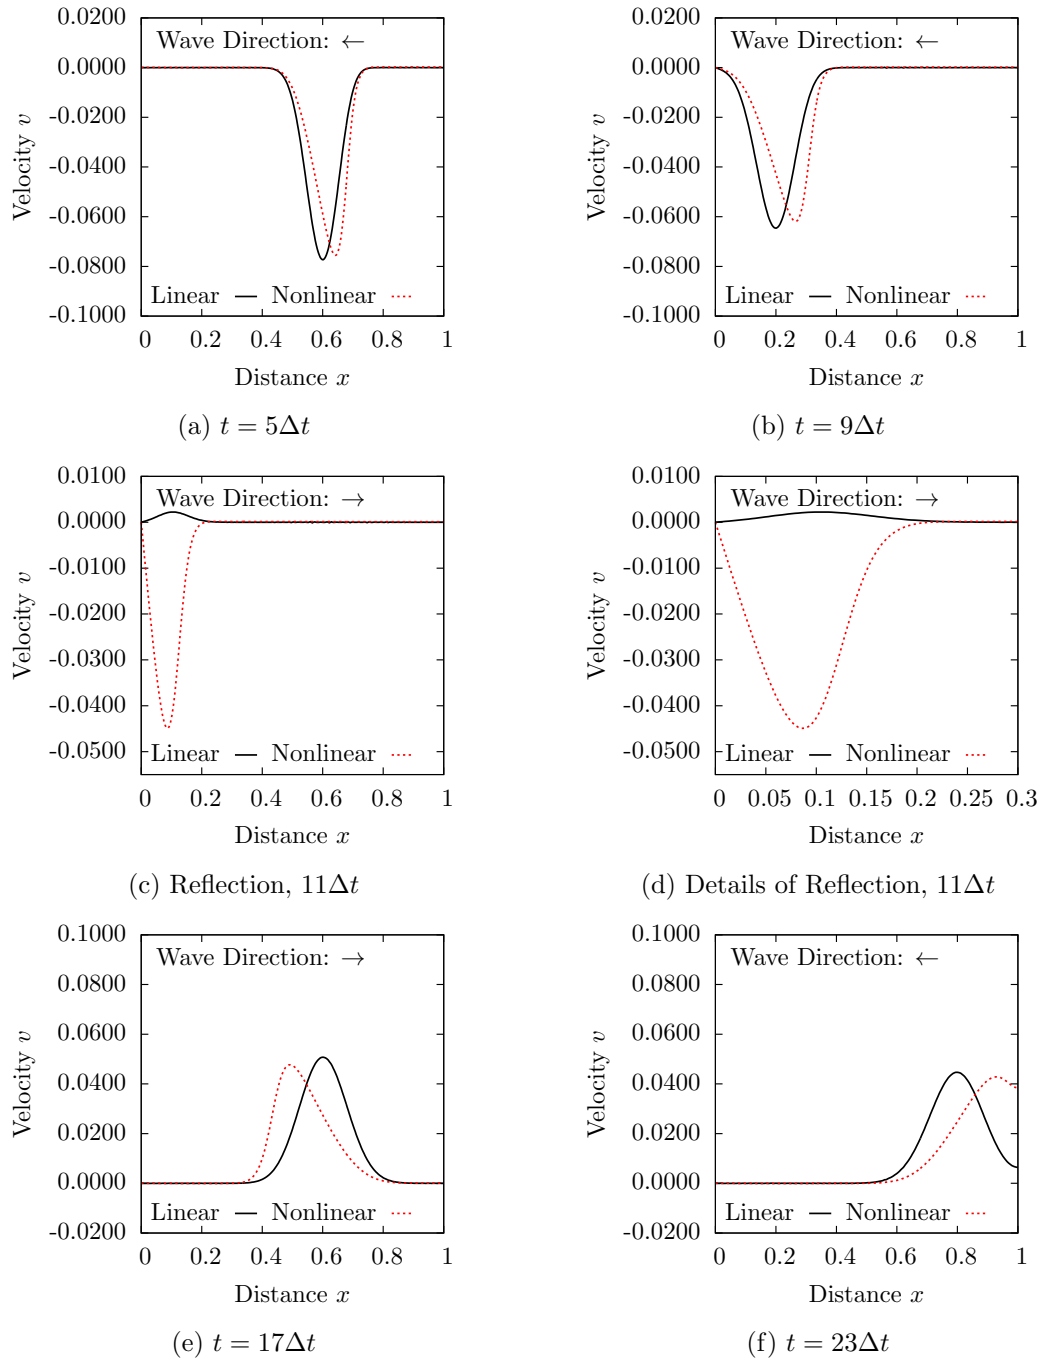 0.0200
0.0000
-0.0200
-0.0400
-0.0600
-0.0800
-0.1000
Velocity v
Wave Direction: ←
Linear Nonlinear
0 0.2 0.4 0.6 0.8 1
Distance x
(a) t = 5Δt
0.0200
0.0000
-0.0200
-0.0400
-0.0600
-0.0800
-0.1000
Velocity v
Wave Direction: ←
Linear Nonlinear
0 0.2 0.4 0.6 0.8 1
Distance x
(b) t = 9Δt
0.0100
0.0000
-0.0100
-0.0200
-0.0300
-0.0400
-0.0500
Velocity v
Wave Direction: →
Linear Nonlinear
0 0.2 0.4 0.6 0.8 1
Distance x
(c) Reflection, 11Δt
0.0100
0.0000
-0.0100
-0.0200
-0.0300
-0.0400
-0.0500
Velocity v
Wave Direction: →
Linear Nonlinear
0 0.05 0.1 0.15 0.2 0.25 0.3
Distance x
(d) Details of Reflection, 11Δt
0.1000
0.0800
0.0600
0.0400
0.0200
0.0000
-0.0200
Velocity v
Wave Direction: →
Linear Nonlinear
0 0.2 0.4 0.6 0.8 1
Distance x
(e) t = 17Δt
0.1000
0.0800
0.0600
0.0400
0.0200
0.0000
-0.0200
Velocity v
Wave Direction: ←
Linear Nonlinear
0 0.2 0.4 0.6 0.8 1
Distance x
(f) t = 23Δt